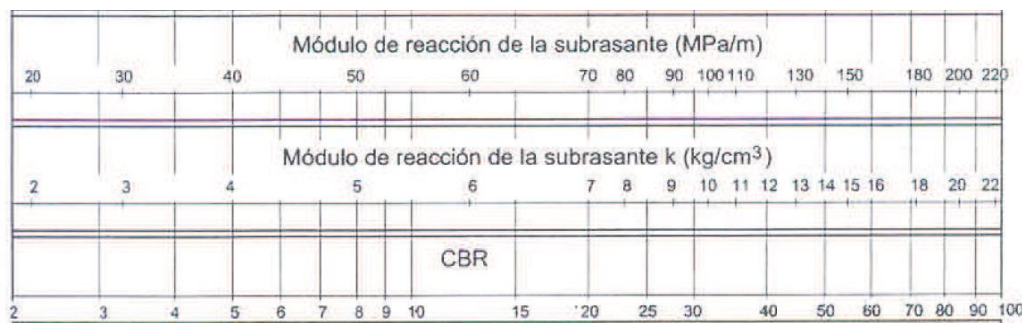 Módulo de reacción de la subrasante (MPa/m)
20 30 40 50 60 70 80 90 100 110 130 150 180 200 220
Módulo de reacción de la subrasante k (kg/cm³)
2 3 4 5 6 7 8 9 10 11 12 13 14 15 16 18 20 22
CBR
2 3 4 5 6 7 8 9 10 15 20 25 30 40 50 60 70 80 90 100